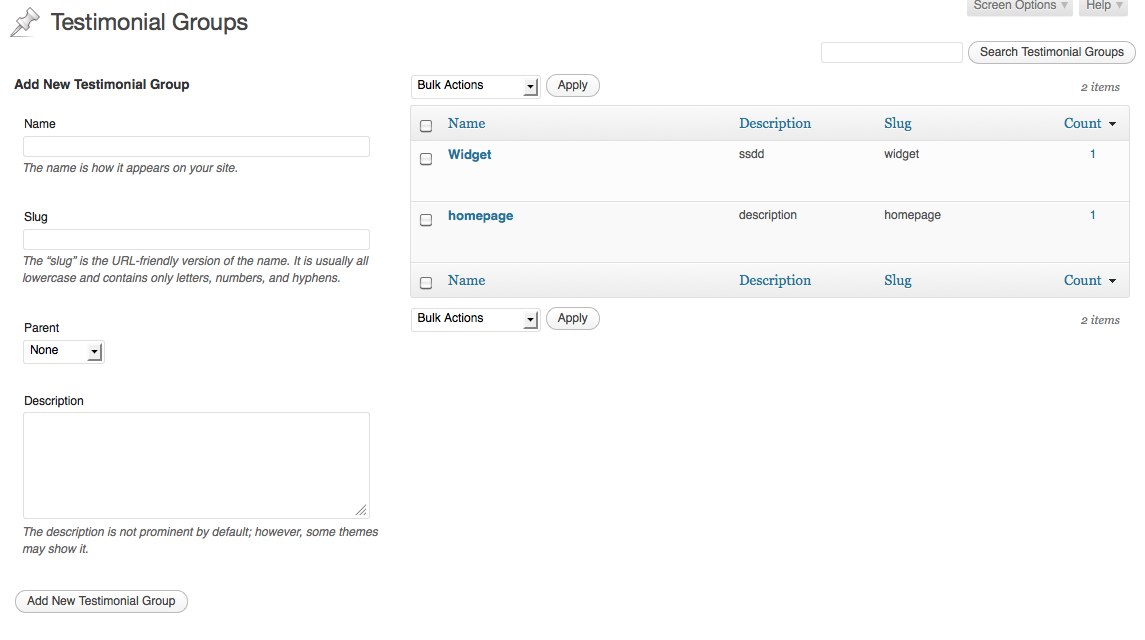 Screen Options Help
Testimonial Groups
Search Testimonial Groups
Add New Testimonial Group
Name
The name is how it appears on your site.
Slug
The “slug” is the URL-friendly version of the name. It is usually all
lowercase and contains only letters, numbers, and hyphens.
Parent
None
Description
The description is not prominent by default; however, some themes
may show it.
Add New Testimonial Group
Bulk Actions Apply 2 items
Name Description Slug Count
Widget ssdd widget 1
homepage description homepage 1
Name Description Slug Count
Bulk Actions Apply 2 items